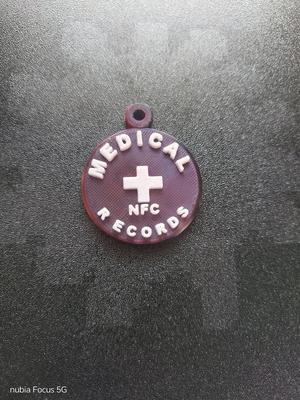 MEDICAL
NFC
RECORDS
nubia Focus 5G